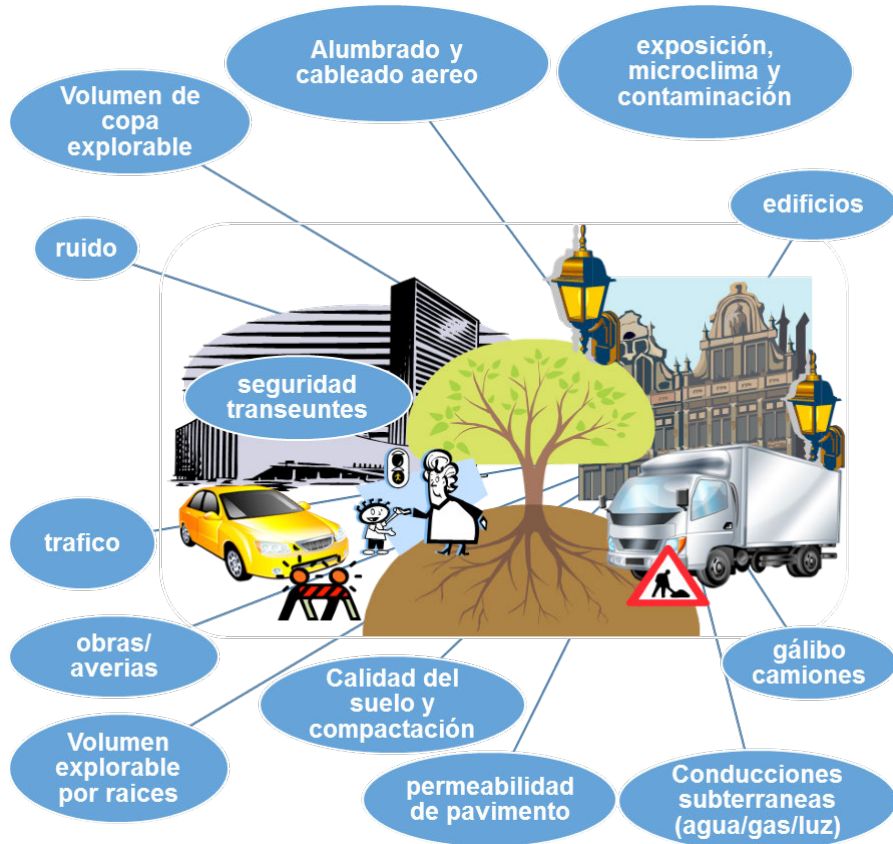 Alumbrado y
cableado aereo
exposición,
microclima y
contaminación
Volumen de
copa
explorable
edificios
ruido
seguridad
transeuntes
trafico
obras/
averias
gálibo
camiones
Calidad del
suelo y
compactación
Volumen
explorable
por raices
permeabilidad
de pavimento
Conducciones
subterraneas
(agua/gas/luz)